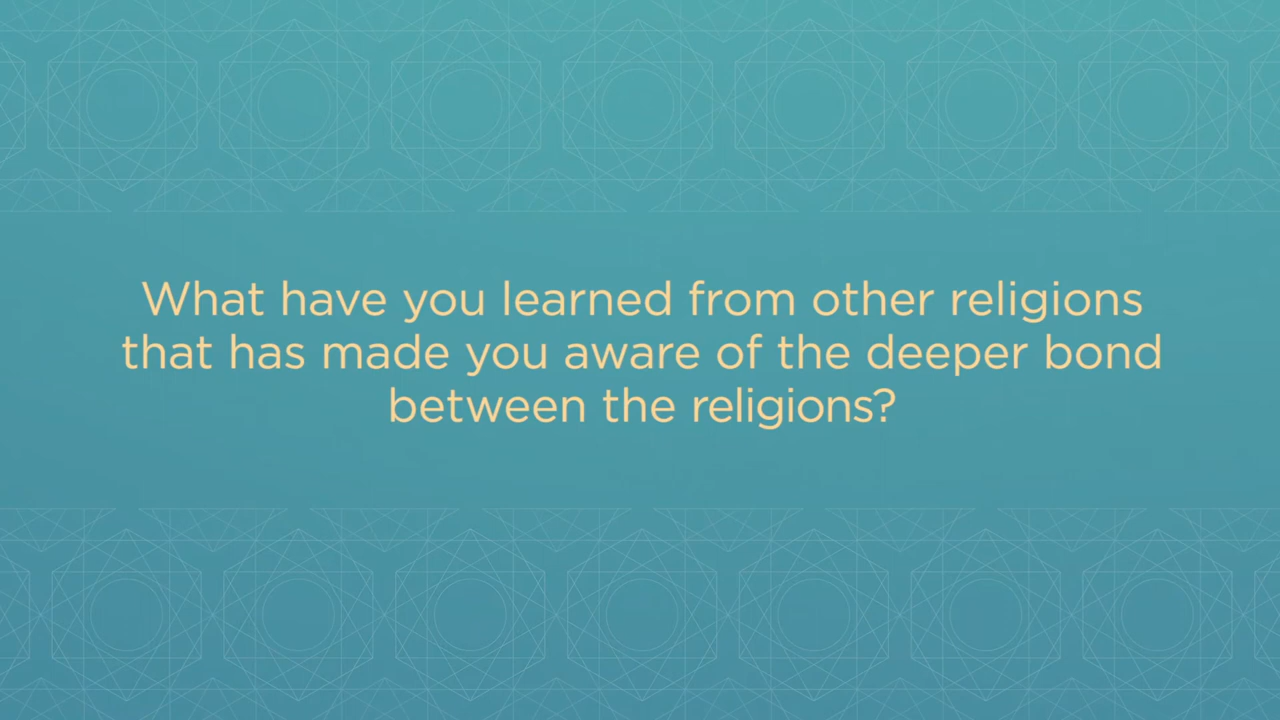 What have you learned from other religions
that has made you aware of the deeper bond
between the religions?